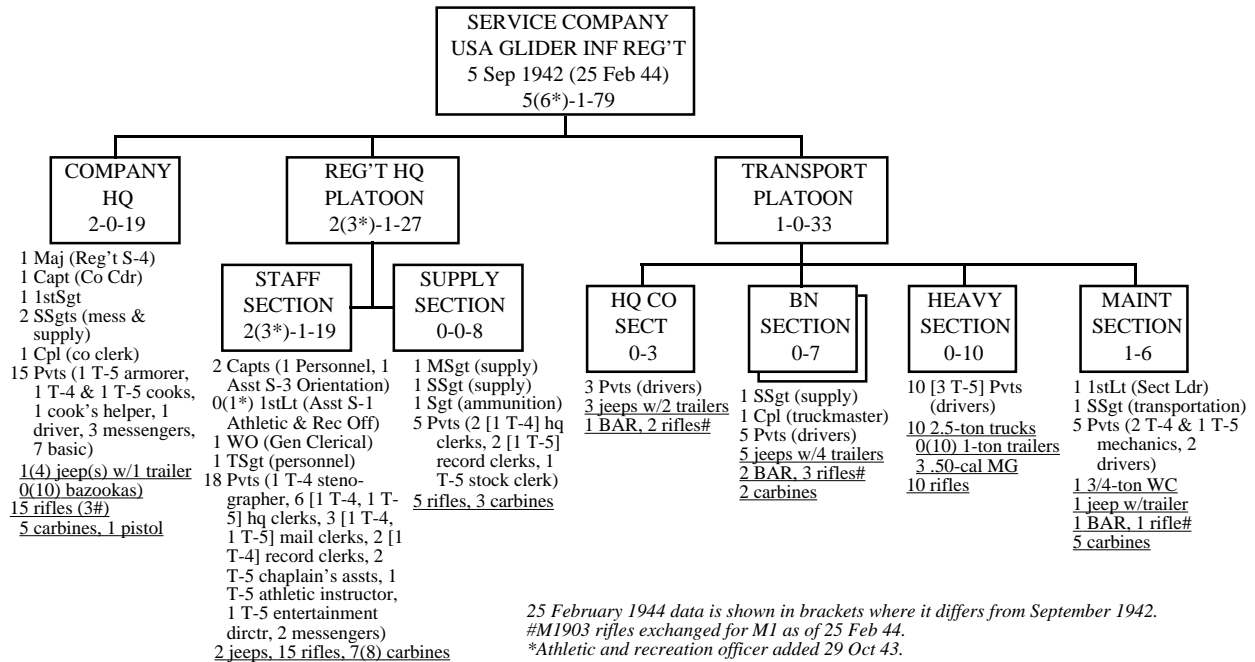 SERVICE COMPANY
USA GLIDER INF REG'T
5 Sep 1942 (25 Feb 44)
5(6*)-1-79
COMPANY
HQ
2-0-19
1 Maj (Reg't S-4)
1 Capt (Co Cdr)
1 1stSgt
2 SSgts (mess &
supply)
1 Cpl (co clerk)
15 Pvts (1 T-5 armorer,
1 T-4 & 1 T-5 cooks,
1 cook's helper, 1
driver, 3 messengers,
7 basic)
1(4) jeep(s) w/1 trailer
0(10) bazookas)
15 rifles (3#)
5 carbines, 1 pistol
REG'T HQ
PLATOON
2(3*)-1-27
STAFF
SECTION
2(3*)-1-19
2 Capts (1 Personnel, 1
Asst S-3 Orientation)
0(1*) 1stLt (Asst S-1
Athletic & Rec Off)
1 WO (Gen Clerical)
1 TSgt (personnel)
18 Pvts (1 T-4 steno-
grapher, 6 [1 T-4, 1 T-
5] hq clerks, 3 [1 T-4,
1 T-5] mail clerks, 2 [1
T-4] record clerks, 2
T-5 chaplain's assts, 1
T-5 athletic instructor,
1 T-5 entertainment
dirctr, 2 messengers)
2 jeeps, 15 rifles, 7(8) carbines
SUPPLY
SECTION
0-0-8
1 MSgt (supply)
1 SSgt (supply)
1 Sgt (ammunition)
5 Pvts (2 [1 T-4] hq
clerks, 2 [1 T-5]
record clerks, 1
T-5 stock clerk)
5 rifles, 3 carbines
TRANSPORT
PLATOON
1-0-33
HQ CO
SECT
0-3
3 Pvts (drivers)
3 jeeps w/2 trailers
1 BAR, 2 rifles#
BN
SECTION
0-7
1 SSgt (supply)
1 Cpl (truckmaster)
5 Pvts (drivers)
5 jeeps w/4 trailers
2 BAR, 3 rifles#
2 carbines
HEAVY
SECTION
0-10
10 [3 T-5] Pvts
(drivers)
10 2.5-ton trucks
0(10) 1-ton trailers
3 .50-cal MG
10 rifles
MAINT
SECTION
1-6
1 1stLt (Sect Ldr)
1 SSgt (transportation)
5 Pvts (2 T-4 & 1 T-5
mechanics, 2
drivers)
1 3/4-ton WC
1 jeep w/trailer
1 BAR, 1 rifle#
5 carbines
25 February 1944 data is shown in brackets where it differs from September 1942.
#M1903 rifles exchanged for M1 as of 25 Feb 44.
*Athletic and recreation officer added 29 Oct 43.